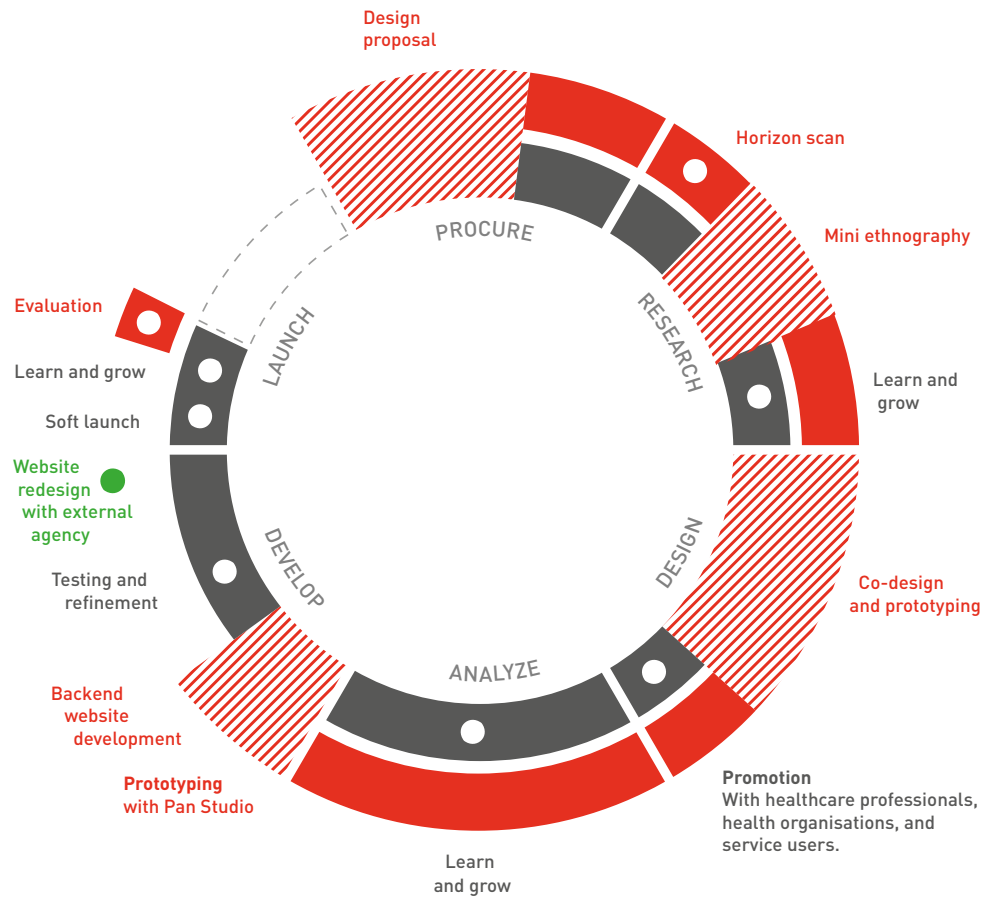 Design
proposal
Horizon scan
Mini ethnography
Learn and
grow
Co-design
and prototyping
Promotion
With healthcare professionals,
health organisations, and
service users.
Learn
and grow
Prototyping
with Pan Studio
Backend
website
development
Testing and
refinement
Website
redesign
with external
agency
Soft launch
Learn and grow
Evaluation
PROCURE
RESEARCH
DESIGN
ANALYZE
DEVELOP
LAUNCH